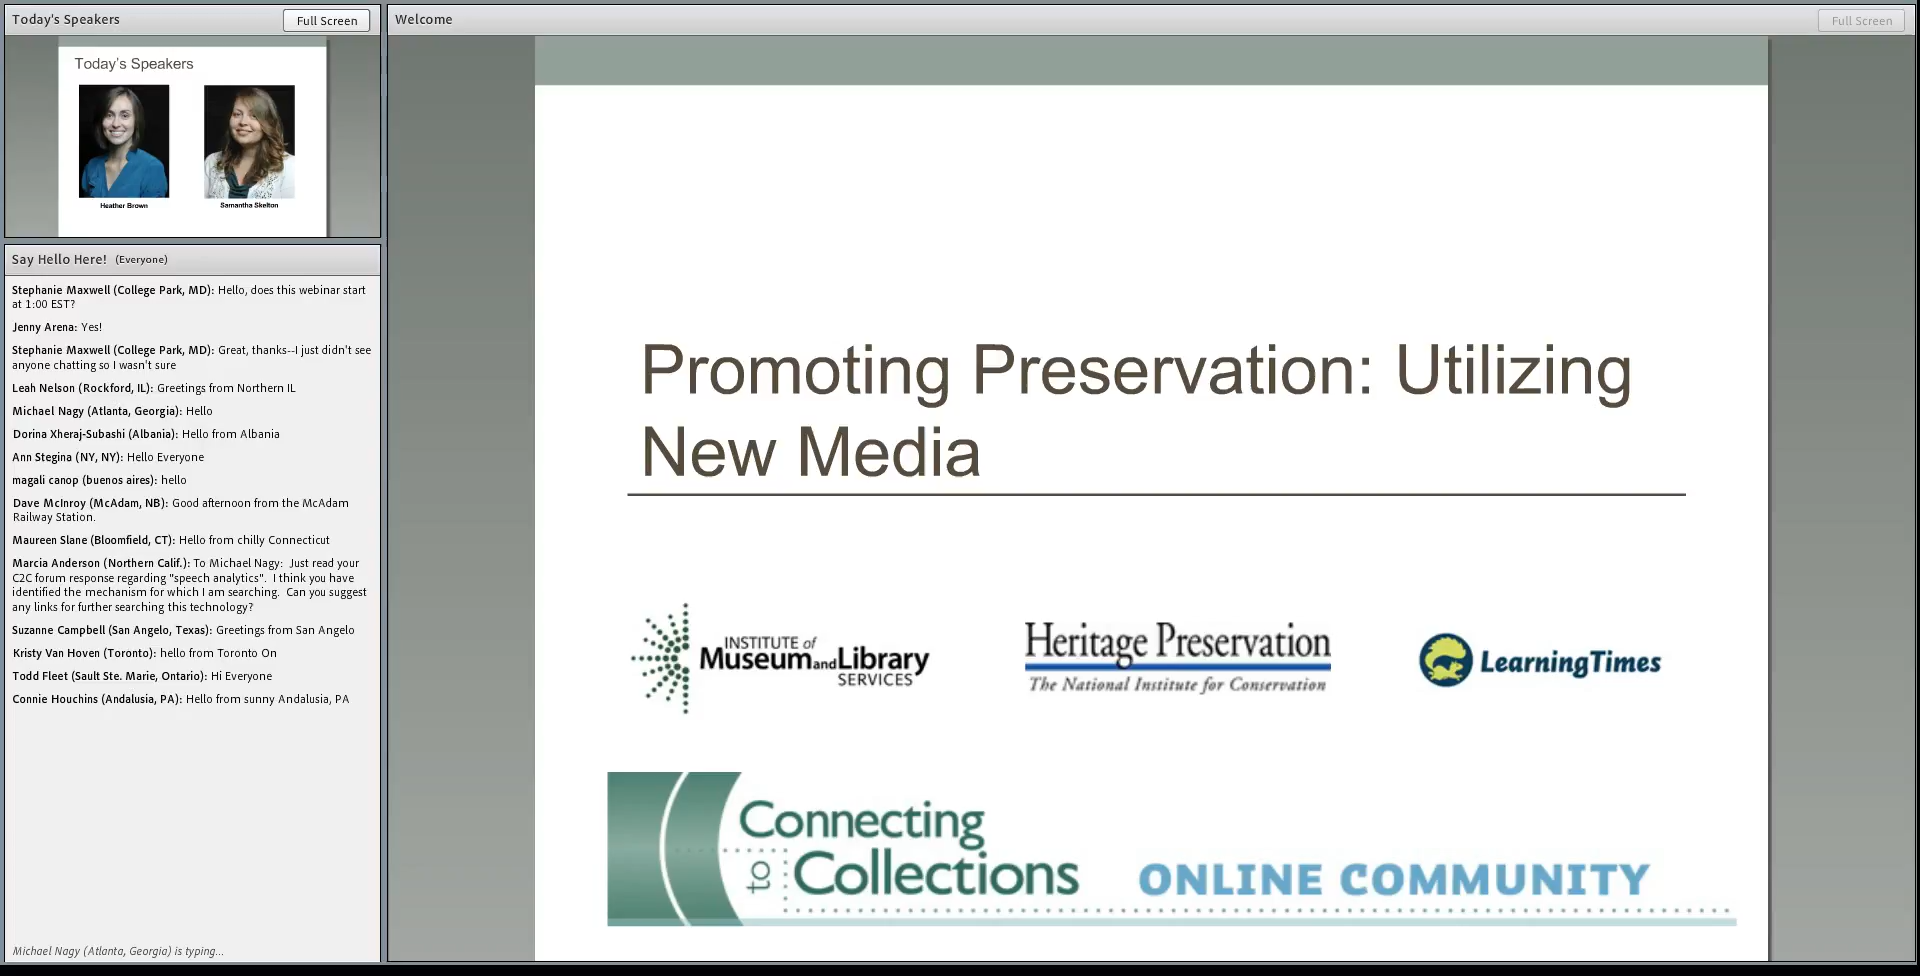 Today's Speakers
Full Screen
Today's Speakers
Heather Brown
Samantha Skelton
Say Hello Here! (Everyone)
Stephanie Maxwell (College Park, MD): Hello, does this webinar start
at 1:00 EST?
Jenny Arena: Yes!
Stephanie Maxwell (College Park, MD): Great, thanks--I just didn't see
anyone chatting so I wasn't sure
Leah Nelson (Rockford, IL): Greetings from Northern IL
Michael Nagy (Atlanta, Georgia): Hello
Dorina Xheraj-Subashi (Albania): Hello from Albania
Ann Stegina (NY, NY): Hello Everyone
magali canop (buenos aires): hello
Dave McInroy (McAdam, NB): Good afternoon from the McAdam
Railway Station.
Maureen Slane (Bloomfield, CT): Hello from chilly Connecticut
Marcia Anderson (Northern Calif.): To Michael Nagy:  Just read your
C2C forum response regarding "speech analytics".  I think you have
identified the mechanism for which I am searching.  Can you suggest
any links for further searching this technology?
Suzanne Campbell (San Angelo, Texas): Greetings from San Angelo
Kristy Van Hoven (Toronto): hello from Toronto On
Todd Fleet (Sault Ste. Marie, Ontario): Hi Everyone
Connie Houchins (Andalusia, PA): Hello from sunny Andalusia, PA
Michael Nagy (Atlanta, Georgia) is typing...
Welcome
Full Screen
Promoting Preservation: Utilizing
New Media
INSTITUTE of
Museum and Library
SERVICES
Heritage Preservation
The National Institute for Conservation
LearningTimes
Connecting
to Collections
ONLINE COMMUNITY